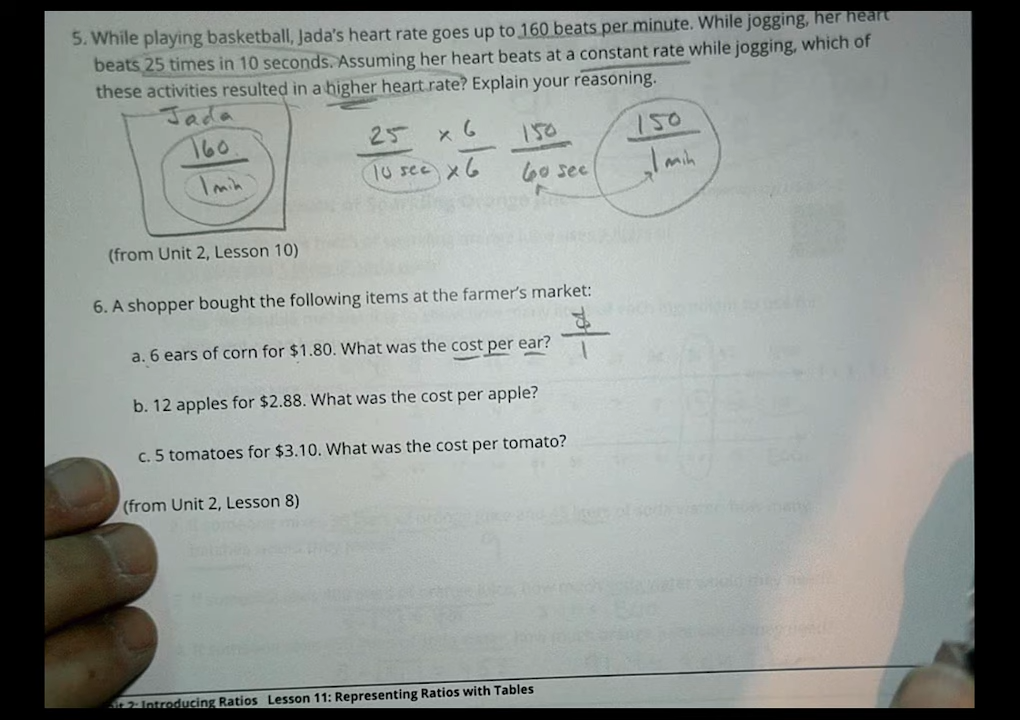 5. While playing basketball, Jada's heart rate goes up to 160 beats per minute. While jogging, her heart
beats 25 times in 10 seconds. Assuming her heart beats at a constant rate while jogging, which of
these activities resulted in a higher heart rate? Explain your reasoning.
Jada
160
1 min
25 × 6 150
10 sec × 6 60 sec
150
1 min
(from Unit 2, Lesson 10)
6. A shopper bought the following items at the farmer's market:
a. 6 ears of corn for $1.80. What was the cost per ear?
$
1
b. 12 apples for $2.88. What was the cost per apple?
c. 5 tomatoes for $3.10. What was the cost per tomato?
(from Unit 2, Lesson 8)
2: Introducing Ratios Lesson 11: Representing Ratios with Tables